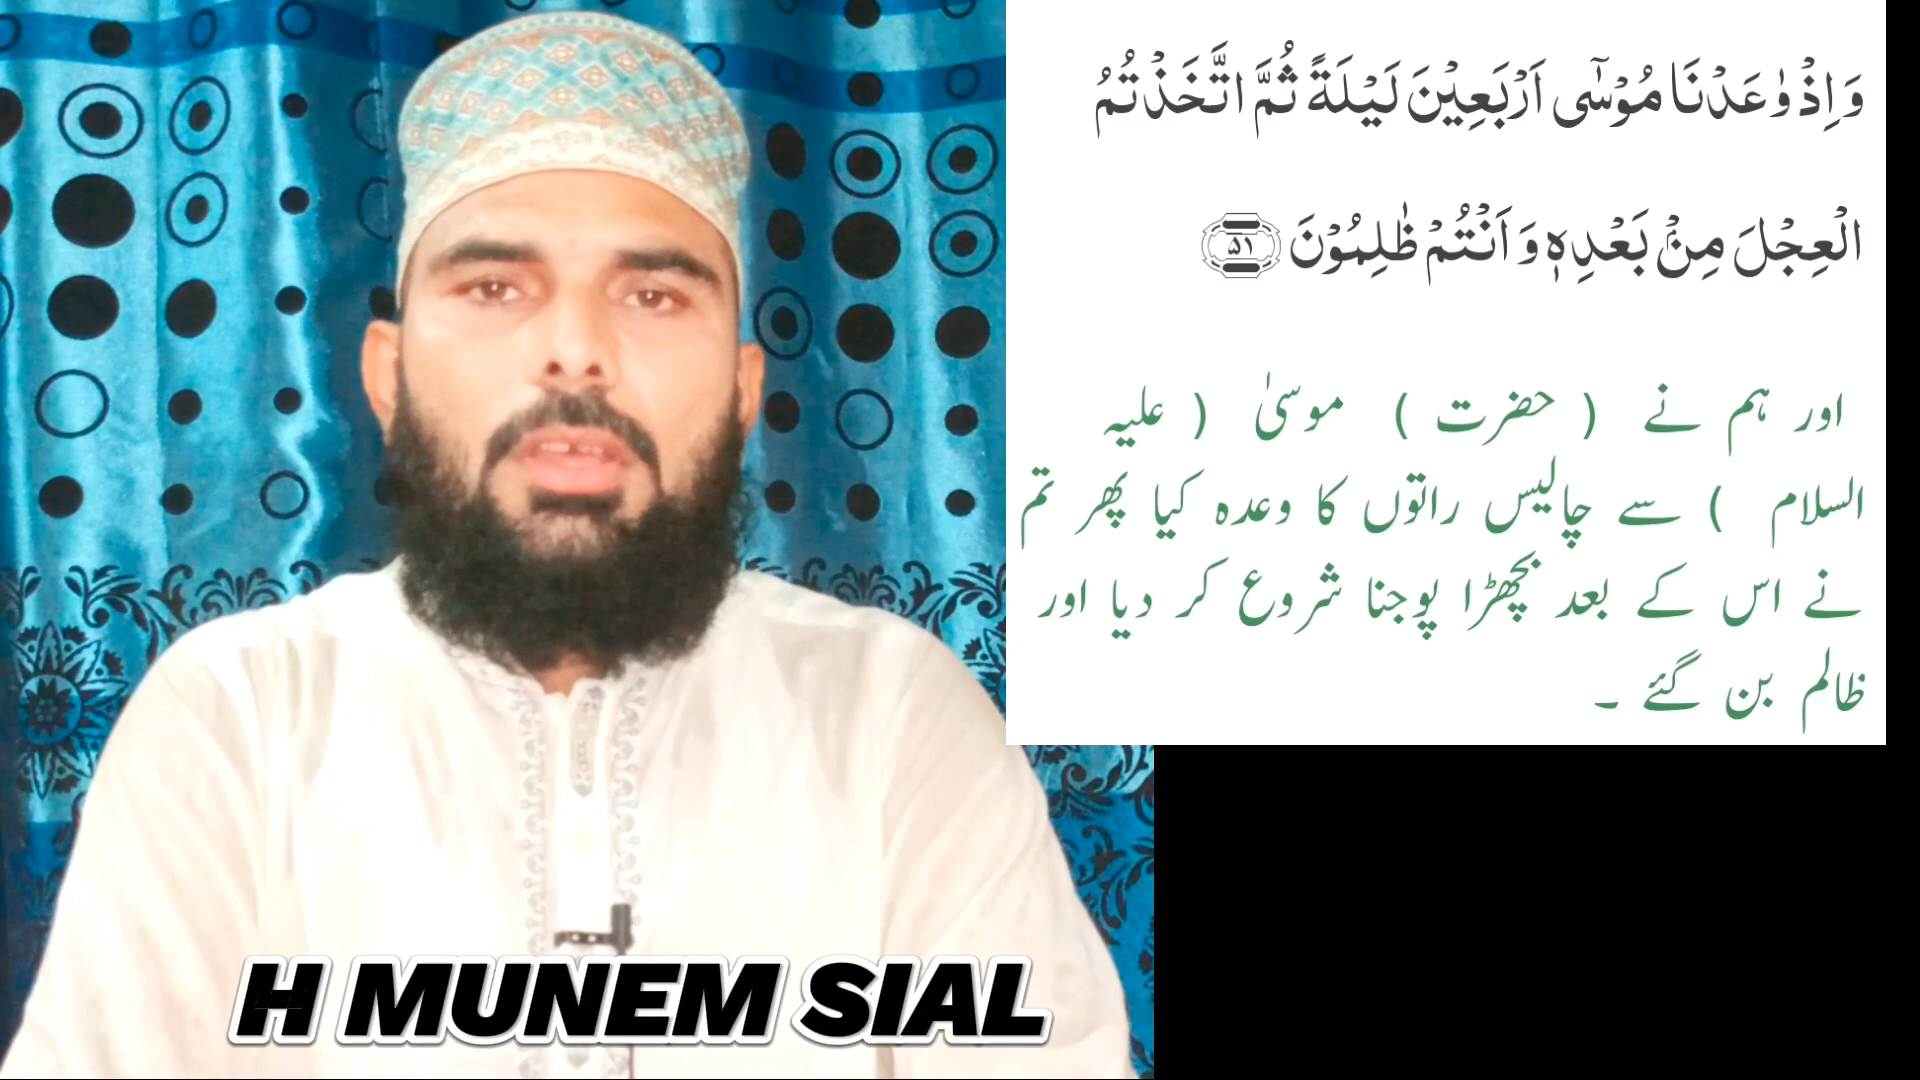 وَاِذْ وٰعَدْنَا مُوْسٰٓى اَرْبَعِيْنَ لَيْلَةً ثُمَّ اتَّخَذْتُمُ
الْعِجْلَ مِنْۢ بَعْدِهٖ وَاَنْتُمْ ظٰلِمُوْنَ ۵۱
اور ہم نے ( حضرت ) موسیٰ ( علیہ
السلام ) سے چالیس راتوں کا وعدہ کیا پھر تم
نے اس کے بعد بچھڑا پوجنا شروع کر دیا اور
ظالم بن گئے ۔
H MUNEM SIAL